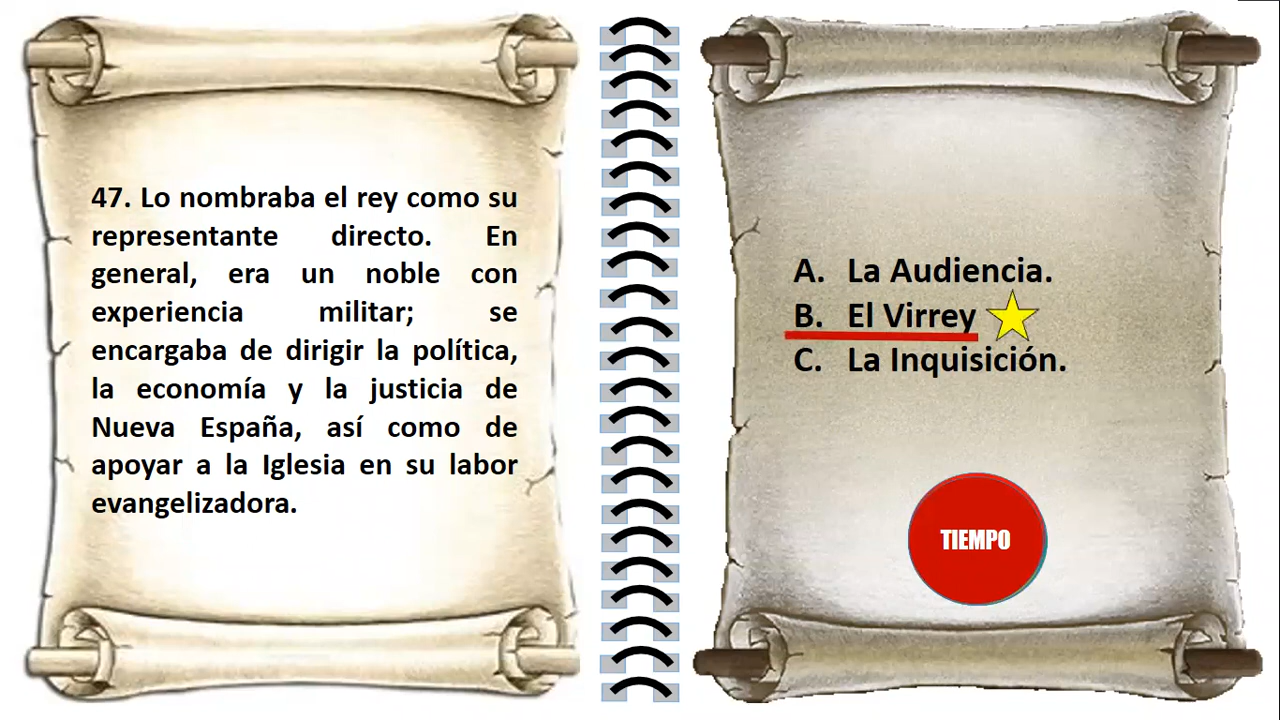 47. Lo nombraba el rey como su
representante directo. En
general, era un noble con
experiencia militar; se
encargaba de dirigir la política,
la economía y la justicia de
Nueva España, así como de
apoyar a la Iglesia en su labor
evangelizadora.
A. La Audiencia.
B. El Virrey
C. La Inquisición.
TIEMPO